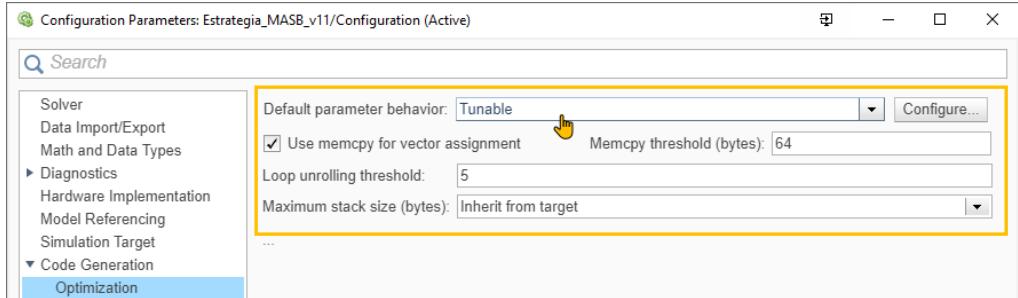 Configuration Parameters: Estrategia_MASB_v11/Configuration (Active)
Search
Solver
Data Import/Export
Math and Data Types
Diagnostics
Hardware Implementation
Model Referencing
Simulation Target
Code Generation
Optimization
Default parameter behavior: Tunable Configure...
Use memcpy for vector assignment Memcpy threshold (bytes): 64
Loop unrolling threshold: 5
Maximum stack size (bytes): Inherit from target
...